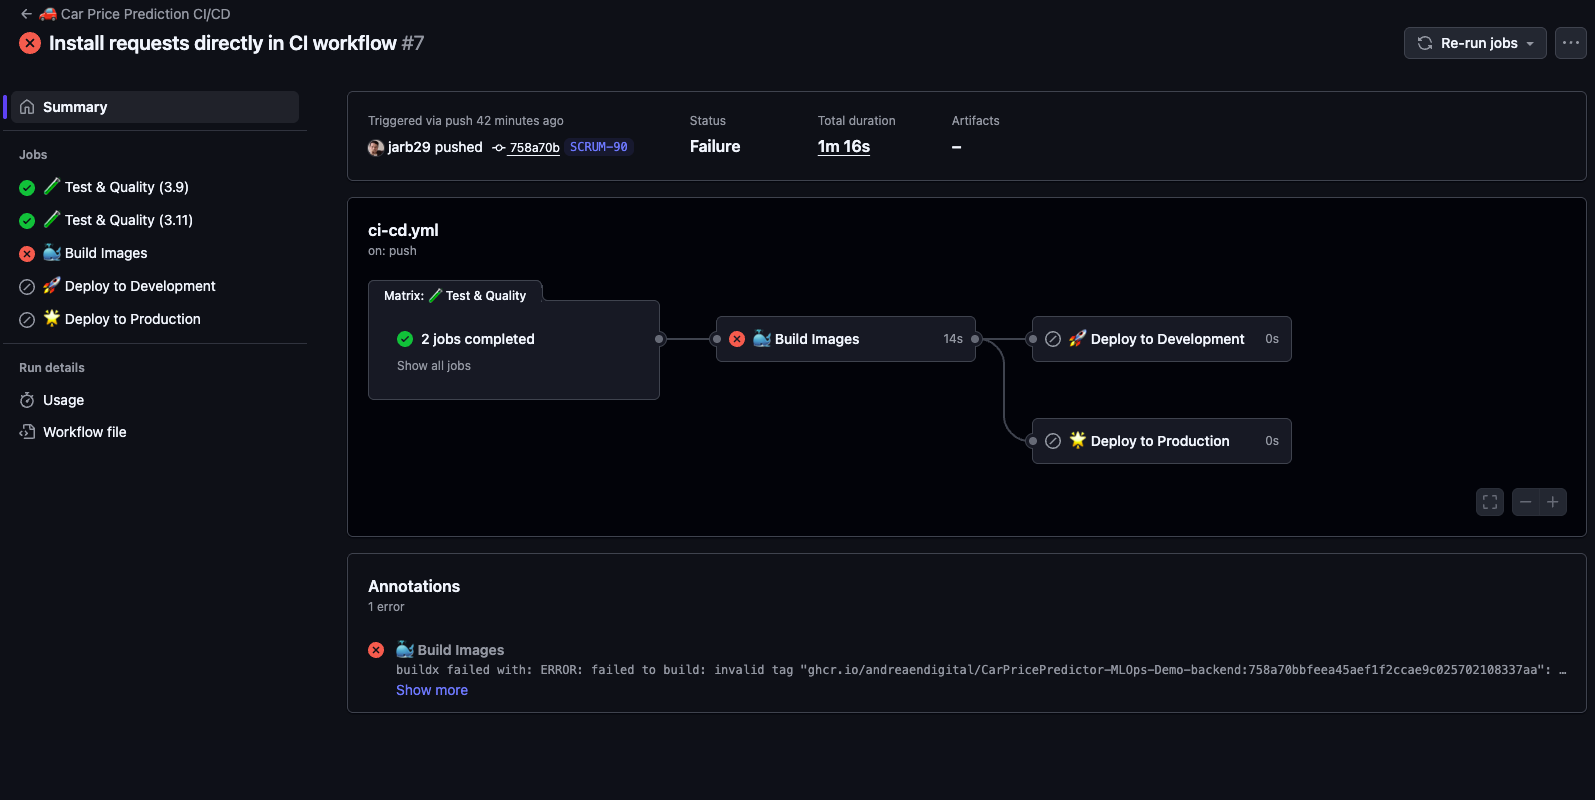 Car Price Prediction CI/CD
Install requests directly in CI workflow #7
Re-run jobs
Summary
Jobs
Test & Quality (3.9)
Test & Quality (3.11)
Build Images
Deploy to Development
Deploy to Production
Run details
Usage
Workflow file
Triggered via push 42 minutes ago
jarb29 pushed 758a70b SCRUM-90
Status
Failure
Total duration
1m 16s
Artifacts
–
ci-cd.yml
on: push
Matrix: Test & Quality
2 jobs completed
Show all jobs
Build Images 14s
Deploy to Development 0s
Deploy to Production 0s
Annotations
1 error
Build Images
buildx failed with: ERROR: failed to build: invalid tag "ghcr.io/andreaendigital/CarPricePredictor-MLOps-Demo-backend:758a70bbfeea45aef1f2ccae9c025702108337aa": …
Show more